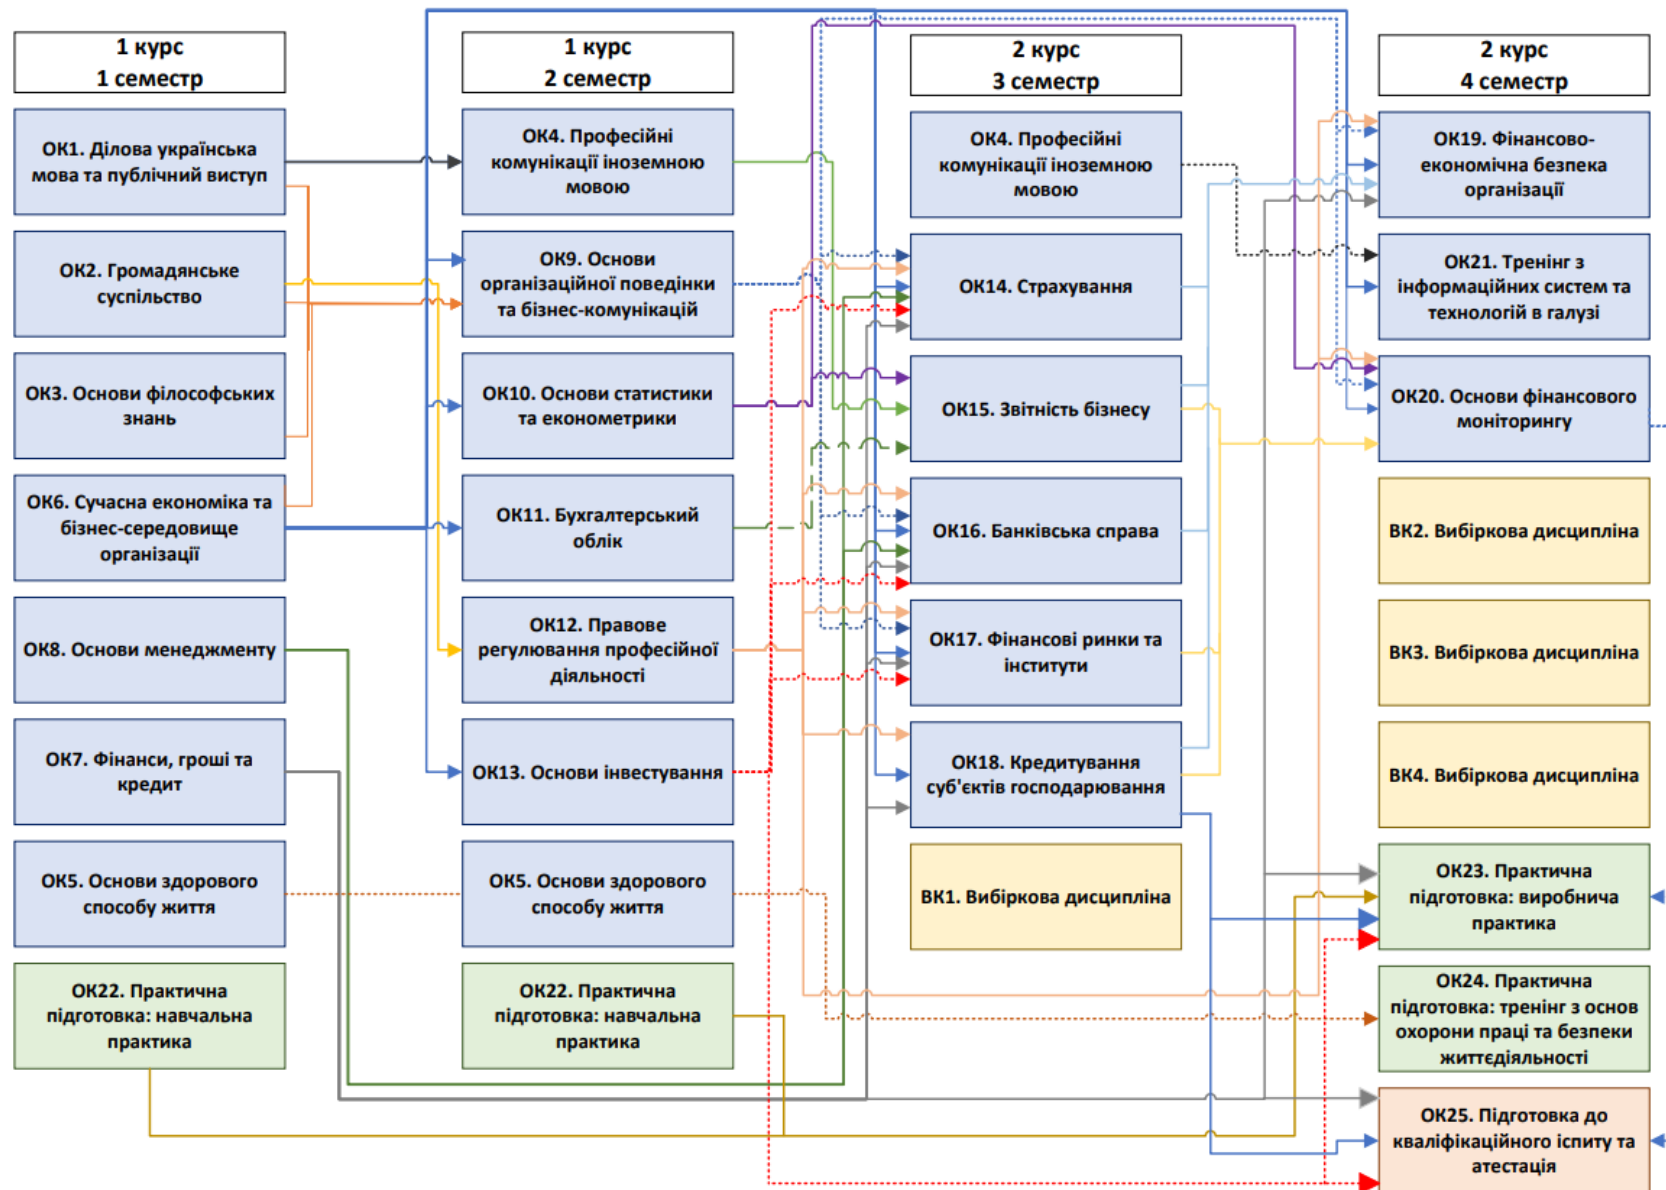 1 курс
1 семестр
ОК1. Ділова українська
мова та публічний виступ
ОК2. Громадянське
суспільство
ОК3. Основи філософських
знань
ОК6. Сучасна економіка та
бізнес-середовище
організації
ОК8. Основи менеджменту
ОК7. Фінанси, гроші та
кредит
ОК5. Основи здорового
способу життя
ОК22. Практична
підготовка: навчальна
практика
1 курс
2 семестр
ОК4. Професійні
комунікації іноземною
мовою
ОК9. Основи
організаційної поведінки
та бізнес-комунікацій
ОК10. Основи статистики
та економетрики
ОК11. Бухгалтерський
облік
ОК12. Правове
регулювання професійної
діяльності
ОК13. Основи інвестування
ОК5. Основи здорового
способу життя
ОК22. Практична
підготовка: навчальна
практика
2 курс
3 семестр
ОК4. Професійні
комунікації іноземною
мовою
ОК14. Страхування
ОК15. Звітність бізнесу
ОК16. Банківська справа
ОК17. Фінансові ринки та
інститути
ОК18. Кредитування
суб'єктів господарювання
ВК1. Вибіркова дисципліна
2 курс
4 семестр
ОК19. Фінансово-
економічна безпека
організації
ОК21. Тренінг з
інформаційних систем та
технологій в галузі
ОК20. Основи фінансового
моніторингу
ВК2. Вибіркова дисципліна
ВК3. Вибіркова дисципліна
ВК4. Вибіркова дисципліна
ОК23. Практична
підготовка: виробнича
практика
ОК24. Практична
підготовка: тренінг з основ
охорони праці та безпеки
життєдіяльності
ОК25. Підготовка до
кваліфікаційного іспиту та
атестація